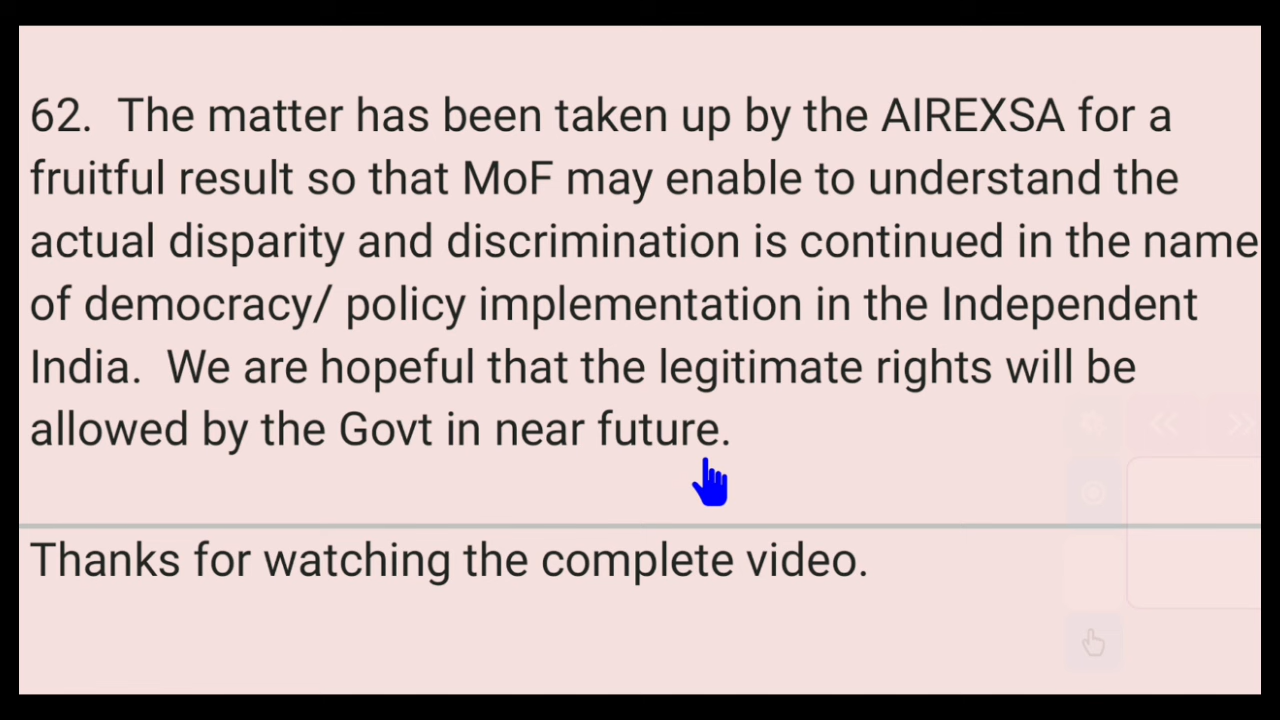 62.  The matter has been taken up by the AIREXSA for a
fruitful result so that MoF may enable to understand the
actual disparity and discrimination is continued in the name
of democracy/ policy implementation in the Independent
India.  We are hopeful that the legitimate rights will be
allowed by the Govt in near future.
Thanks for watching the complete video.